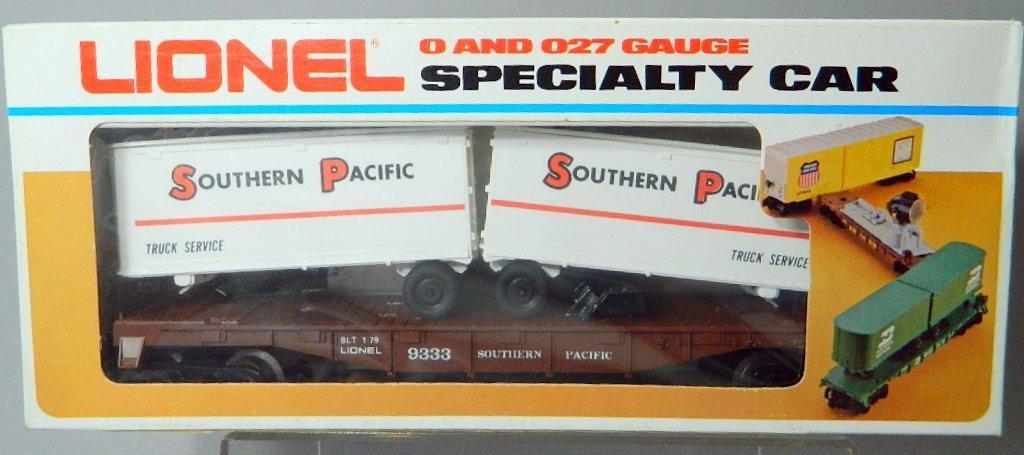 LIONEL®
O AND O27 GAUGE
SPECIALTY CAR
SOUTHERN PACIFIC
TRUCK SERVICE
SOUTHERN PACI
TRUCK SERVICE
BLT 1-79
LIONEL
9333 SOUTHERN PACIFIC